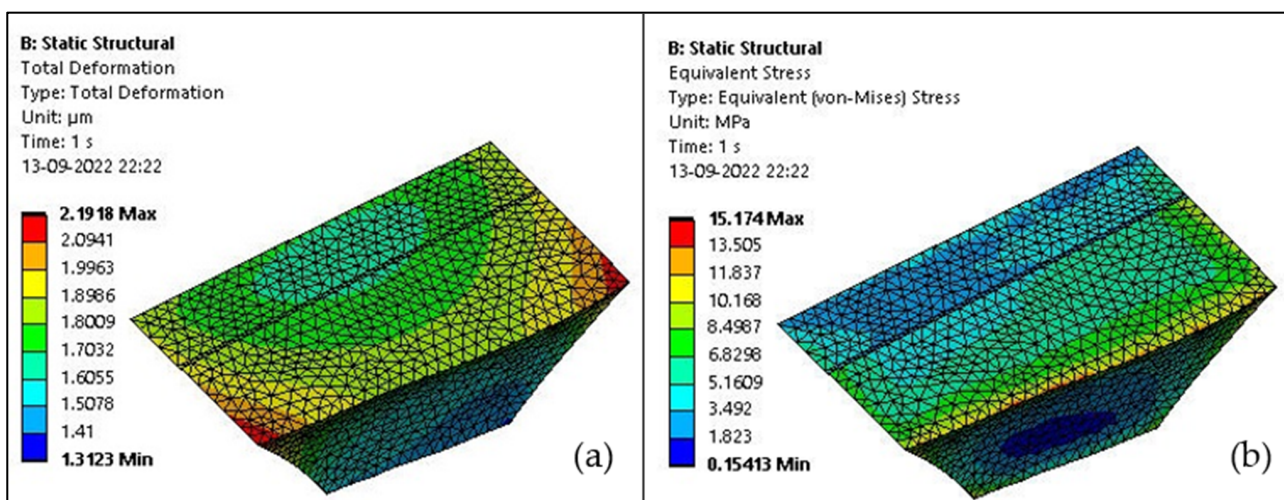 B: Static Structural
Total Deformation
Type: Total Deformation
Unit: µm
Time: 1 s
13-09-2022 22:22
2.1918 Max
2.0941
1.9963
1.8986
1.8009
1.7032
1.6055
1.5078
1.41
1.3123 Min
(a)
B: Static Structural
Equivalent Stress
Type: Equivalent (von-Mises) Stress
Unit: MPa
Time: 1 s
13-09-2022 22:22
15.174 Max
13.505
11.837
10.168
8.4987
6.8298
5.1609
3.492
1.823
0.15413 Min
(b)